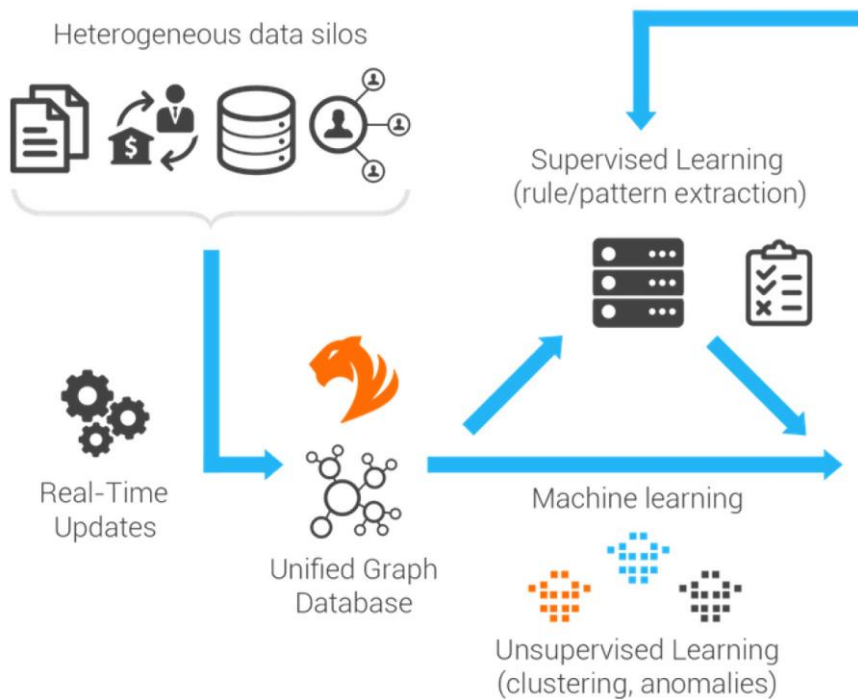 Heterogeneous data silos
$
Supervised Learning
(rule/pattern extraction)
Real-Time
Updates
Unified Graph
Database
Machine learning
Unsupervised Learning
(clustering, anomalies)